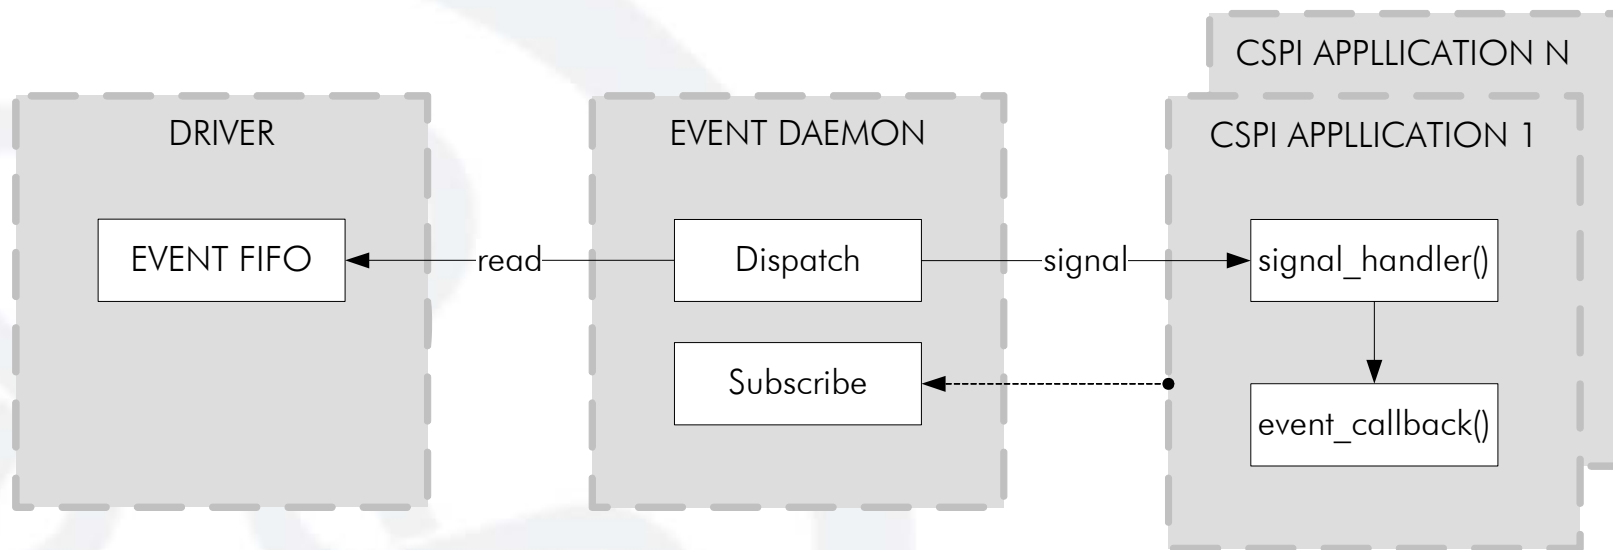 CSPI APPLLICATION N
DRIVER
EVENT DAEMON
CSPI APPLLICATION 1
EVENT FIFO
read
Dispatch
signal
signal_handler()
Subscribe
event_callback()